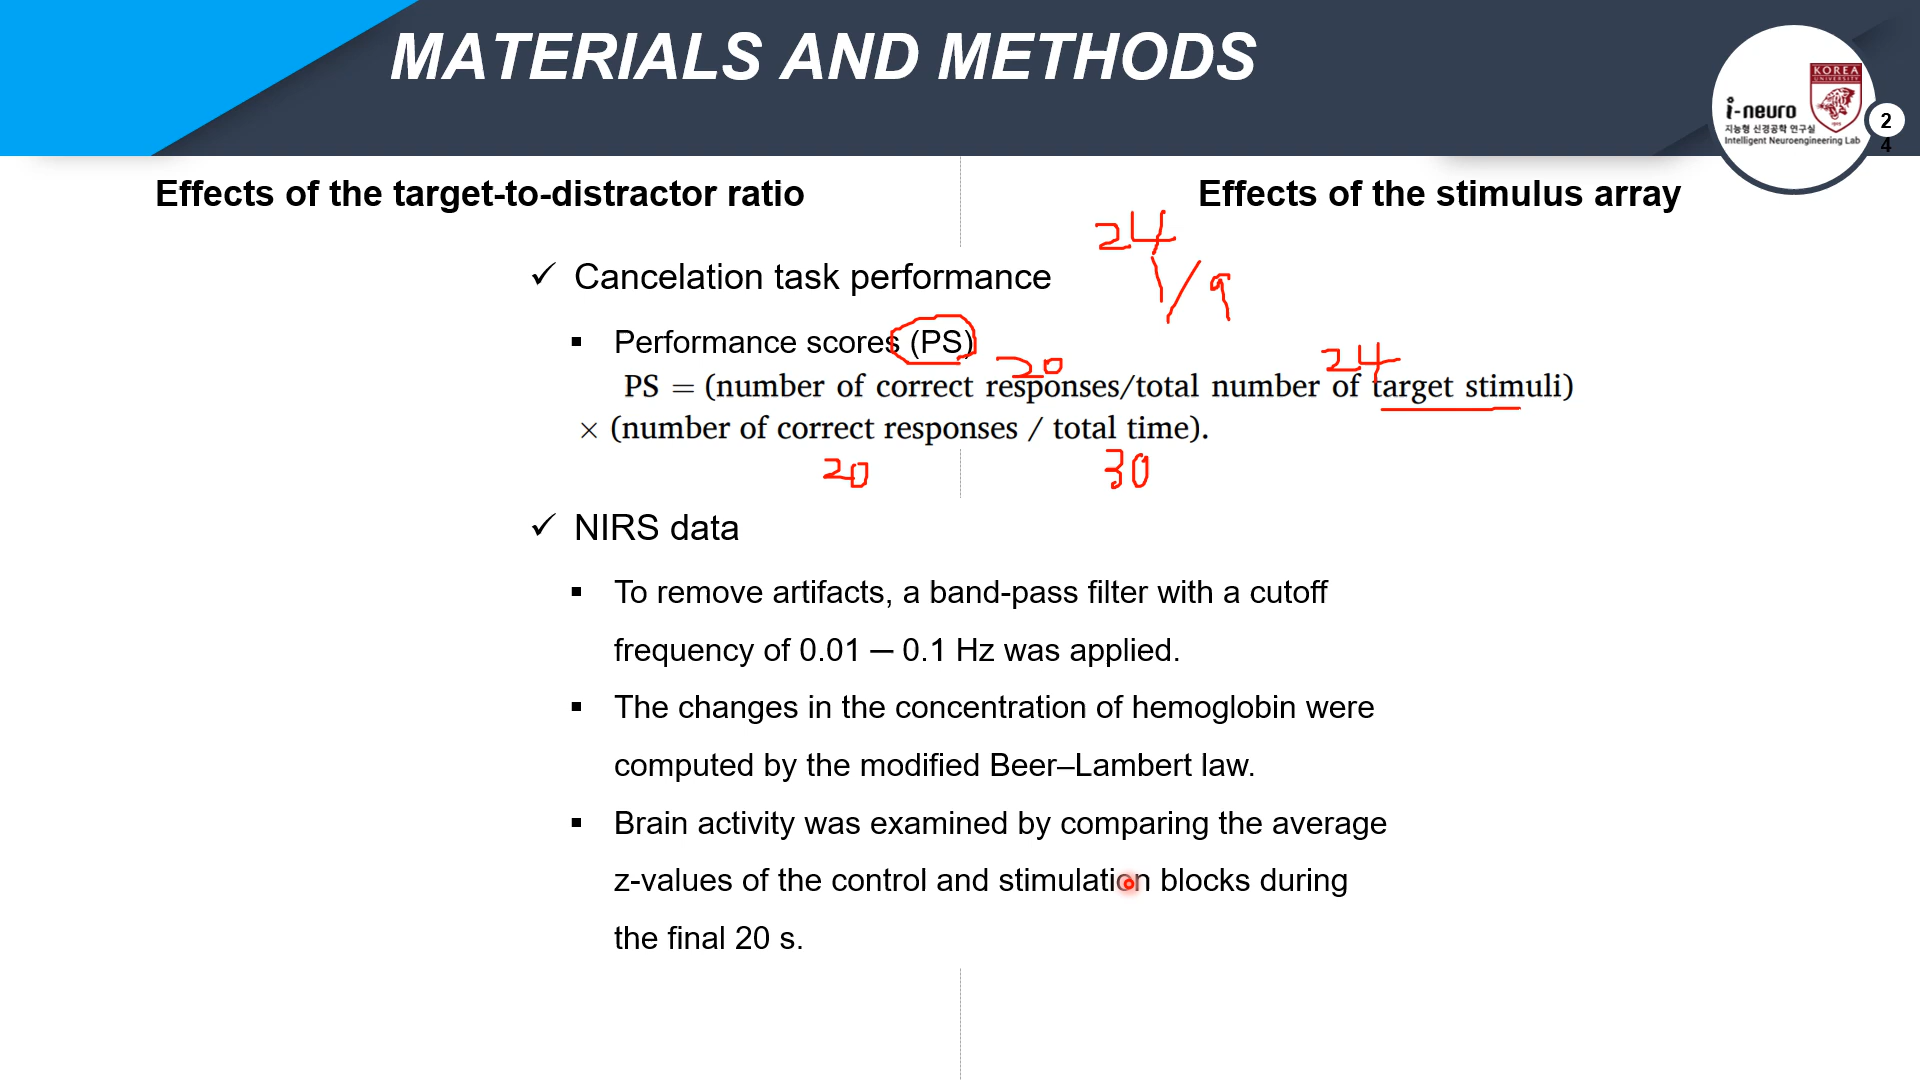 MATERIALS AND METHODS
KOREA
UNIVERSITY
i-neuro
지능형 신경공학 연구실
Intelligent Neuroengineering Lab
24
Effects of the target-to-distractor ratio
Effects of the stimulus array
24
✓ Cancelation task performance
1/9
▪ Performance scores (PS)
20
24
PS = (number of correct responses/total number of target stimuli)
× (number of correct responses / total time).
20
30
✓ NIRS data
▪ To remove artifacts, a band-pass filter with a cutoff
frequency of 0.01 ─ 0.1 Hz was applied.
▪ The changes in the concentration of hemoglobin were
computed by the modified Beer–Lambert law.
▪ Brain activity was examined by comparing the average
z-values of the control and stimulation blocks during
the final 20 s.